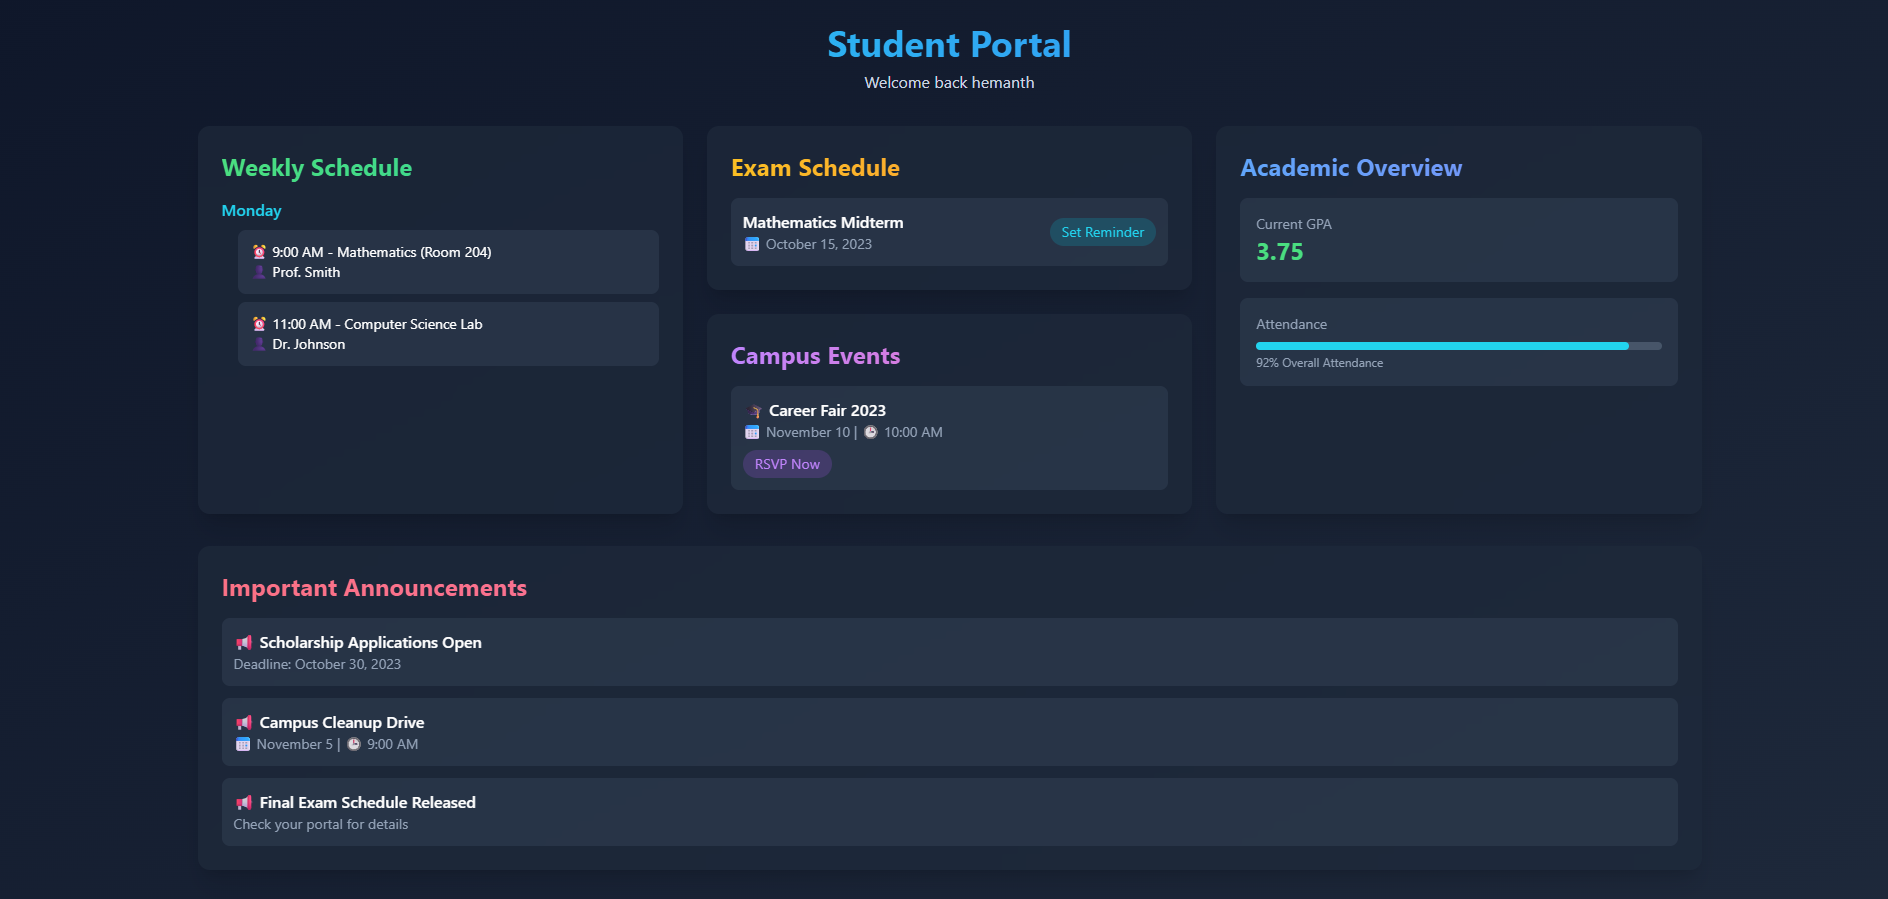 Student Portal
Welcome back hemanth
Weekly Schedule
Monday
⏰ 9:00 AM - Mathematics (Room 204)
👤 Prof. Smith
⏰ 11:00 AM - Computer Science Lab
👤 Dr. Johnson
Exam Schedule
Mathematics Midterm
📅 October 15, 2023
Set Reminder
Campus Events
🎓 Career Fair 2023
📅 November 10 | 🕒 10:00 AM
RSVP Now
Academic Overview
Current GPA
3.75
Attendance
92% Overall Attendance
Important Announcements
📢 Scholarship Applications Open
Deadline: October 30, 2023
📢 Campus Cleanup Drive
📅 November 5 | 🕒 9:00 AM
📢 Final Exam Schedule Released
Check your portal for details